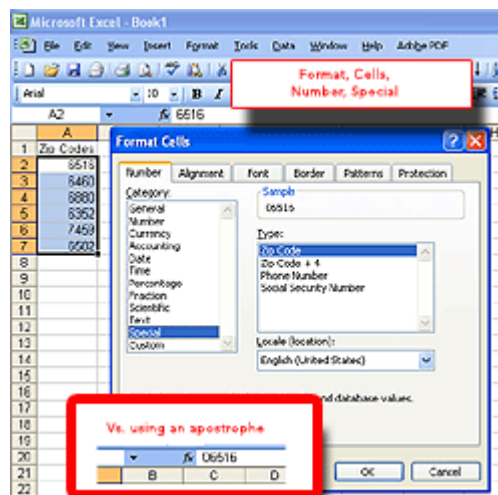 Microsoft Excel - Book1
File Edit View Insert Format Tools Data Window Help Adobe PDF
Arial 10 B I
Format, Cells,
Number, Special
A2 fx 6516
A
1 Zip Codes
2 6516
3 6460
4 6880
5 6352
6 7459
7 6502
8
9
10
11
12
13
14
15
16
17
18
19
20
21
22
Format Cells
Number Alignment Font Border Patterns Protection
Category:
General
Number
Currency
Accounting
Date
Time
Percentage
Fraction
Scientific
Text
Special
Custom
Sample
06516
Type:
Zip Code
Zip Code + 4
Phone Number
Social Security Number
Locale (location):
English (United States)
and database values.
OK Cancel
Vs. using an apostrophe
fx 06516
B C D